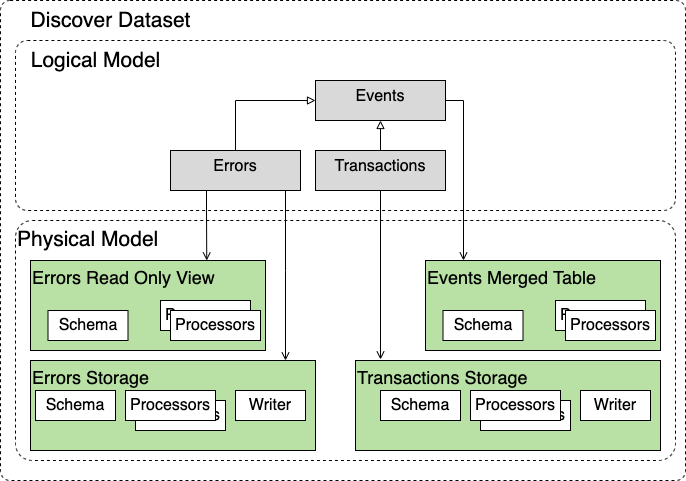 Discover Dataset
Logical Model
Events
Errors
Transactions
Physical Model
Errors Read Only View
Schema
Processors
Events Merged Table
Schema
Processors
Errors Storage
Schema
Processors
Writer
Transactions Storage
Schema
Processors
Writer